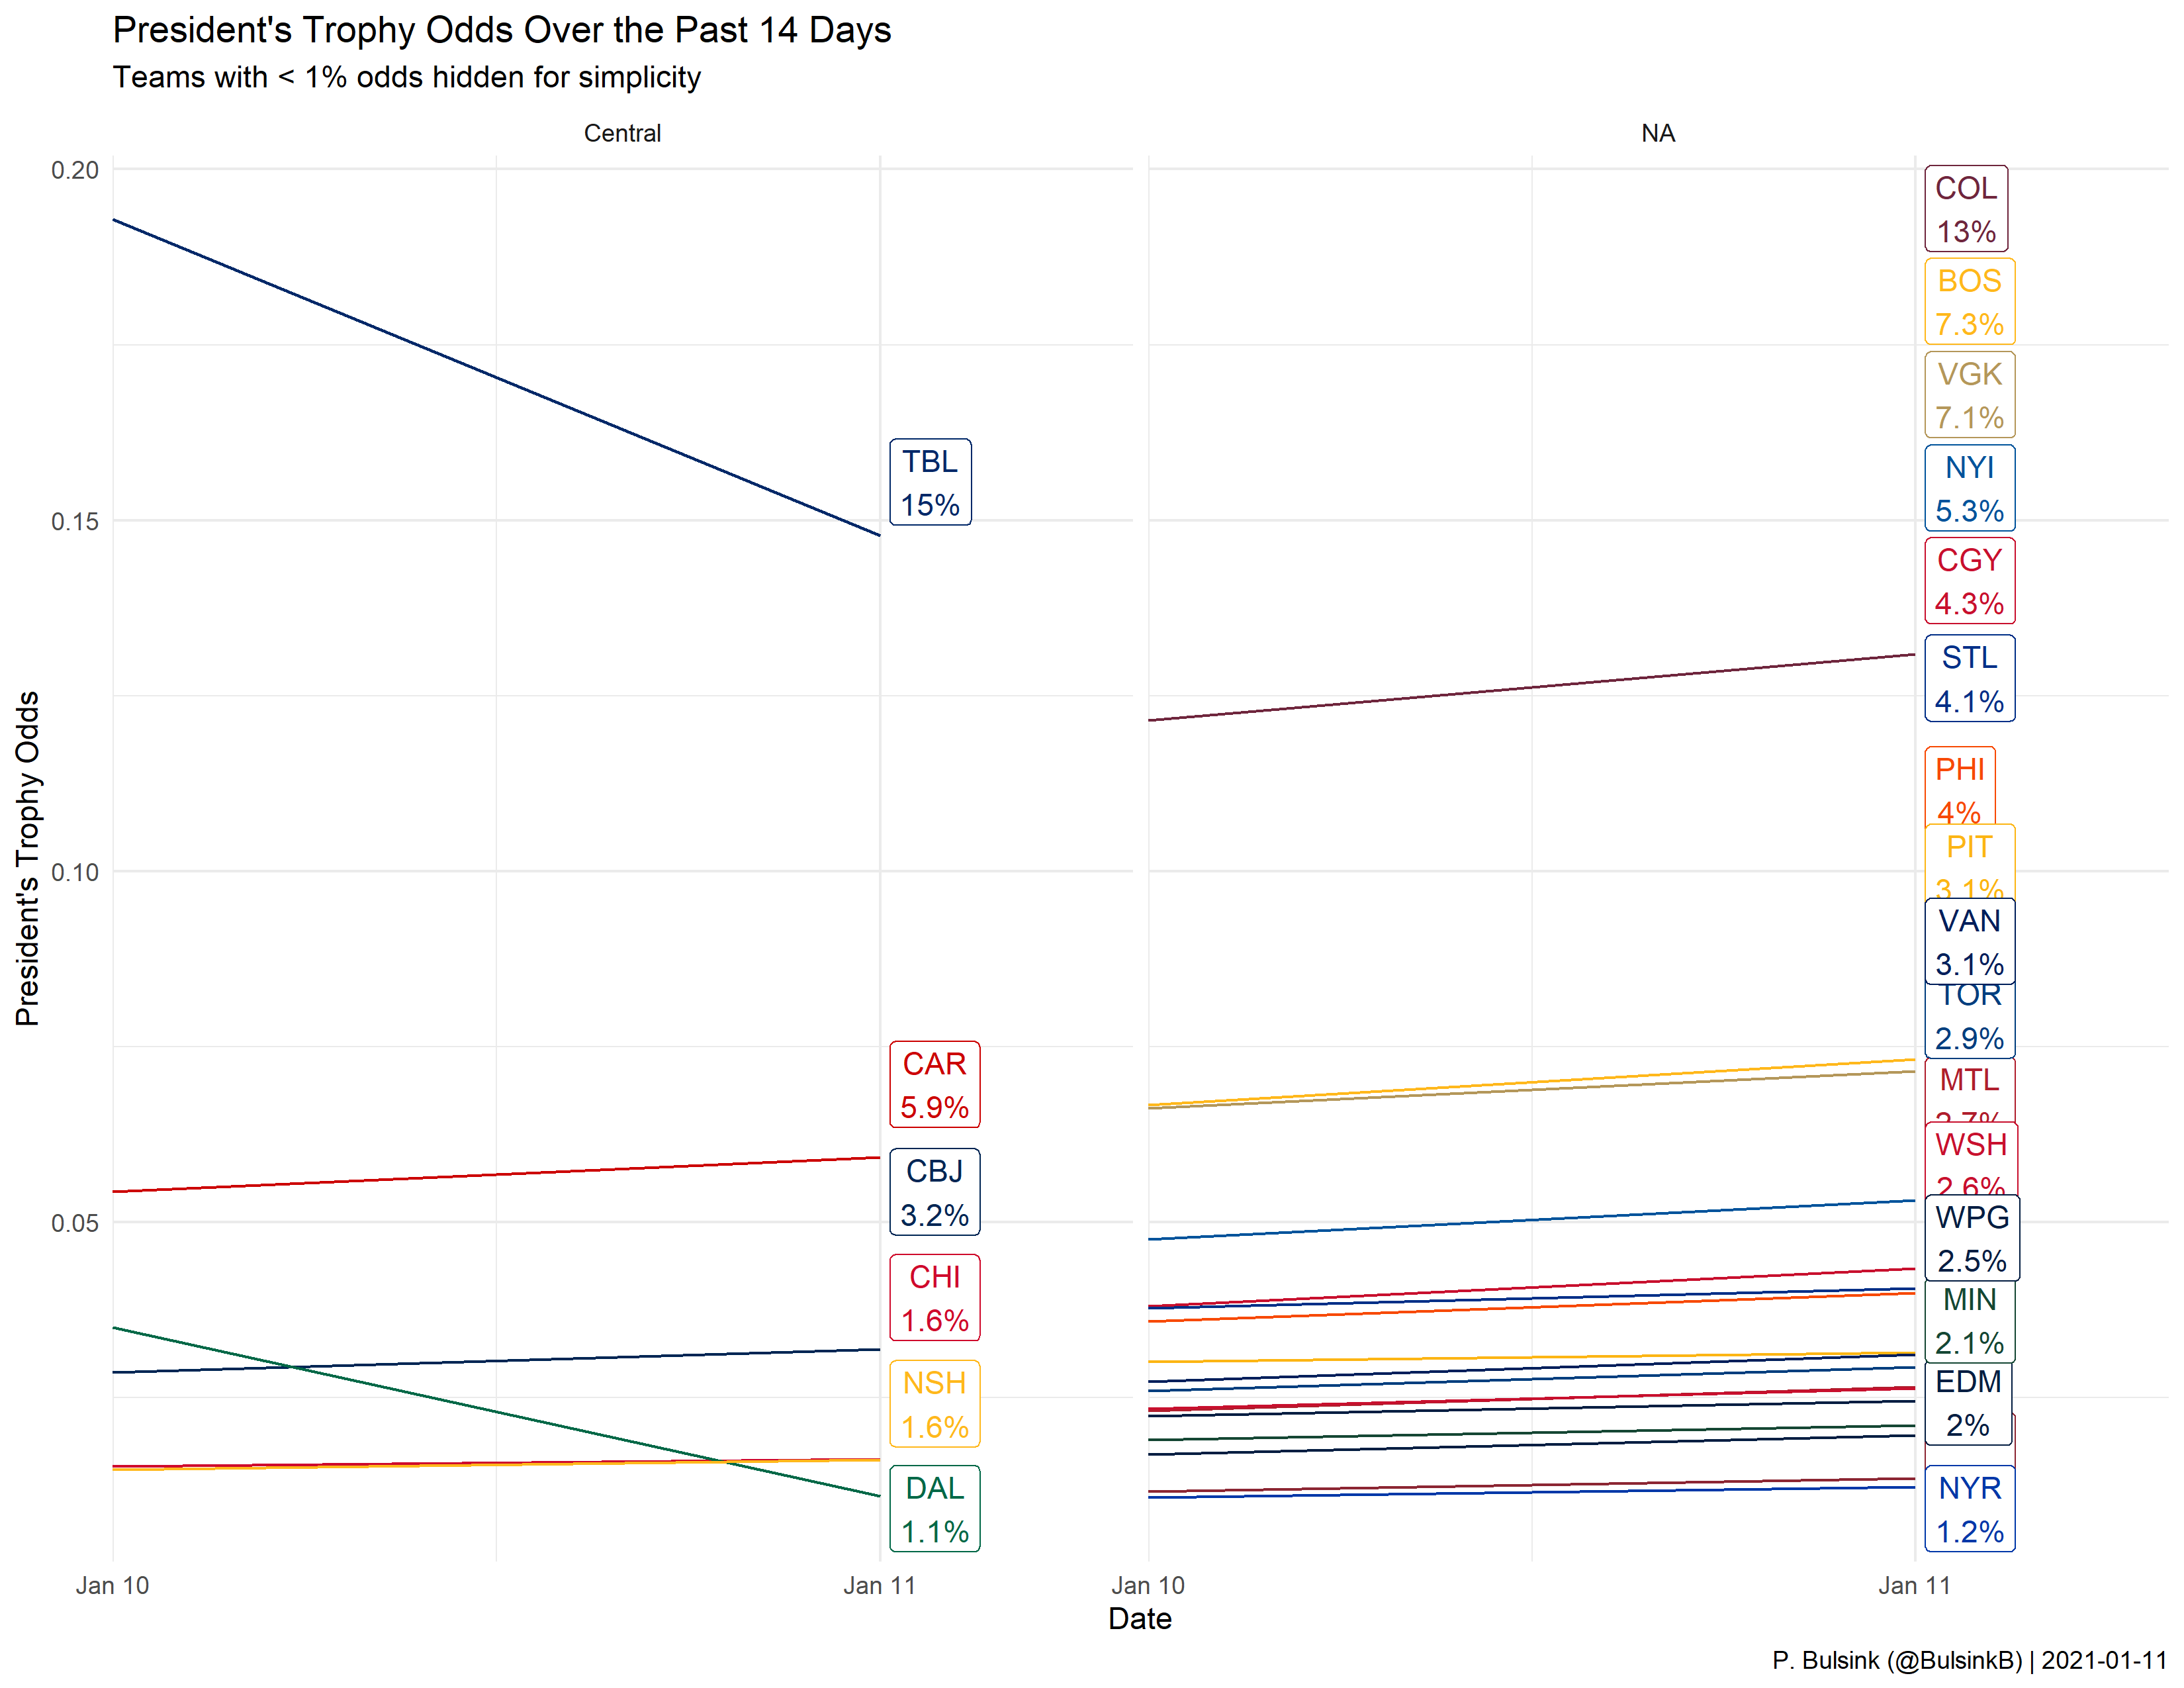 President's Trophy Odds Over the Past 14 Days
Teams with < 1% odds hidden for simplicity
Central
NA
President's Trophy Odds
0.20
0.15
0.10
0.05
TBL
15%
CAR
5.9%
CBJ
3.2%
CHI
1.6%
NSH
1.6%
DAL
1.1%
COL
13%
BOS
7.3%
VGK
7.1%
NYI
5.3%
CGY
4.3%
STL
4.1%
PHI
4%
PIT
3.1%
VAN
3.1%
TOR
2.9%
MTL
WSH
2.6%
WPG
2.5%
MIN
2.1%
EDM
2%
NYR
1.2%
Jan 10
Jan 11
Jan 10
Jan 11
Date
P. Bulsink (@BulsinkB) | 2021-01-11